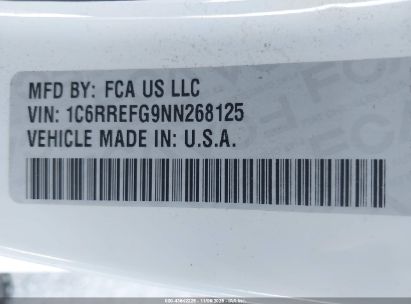 MFD BY: FCA US LLC
VIN: 1C6RREFG9NN268125
VEHICLE MADE IN: U.S.A.